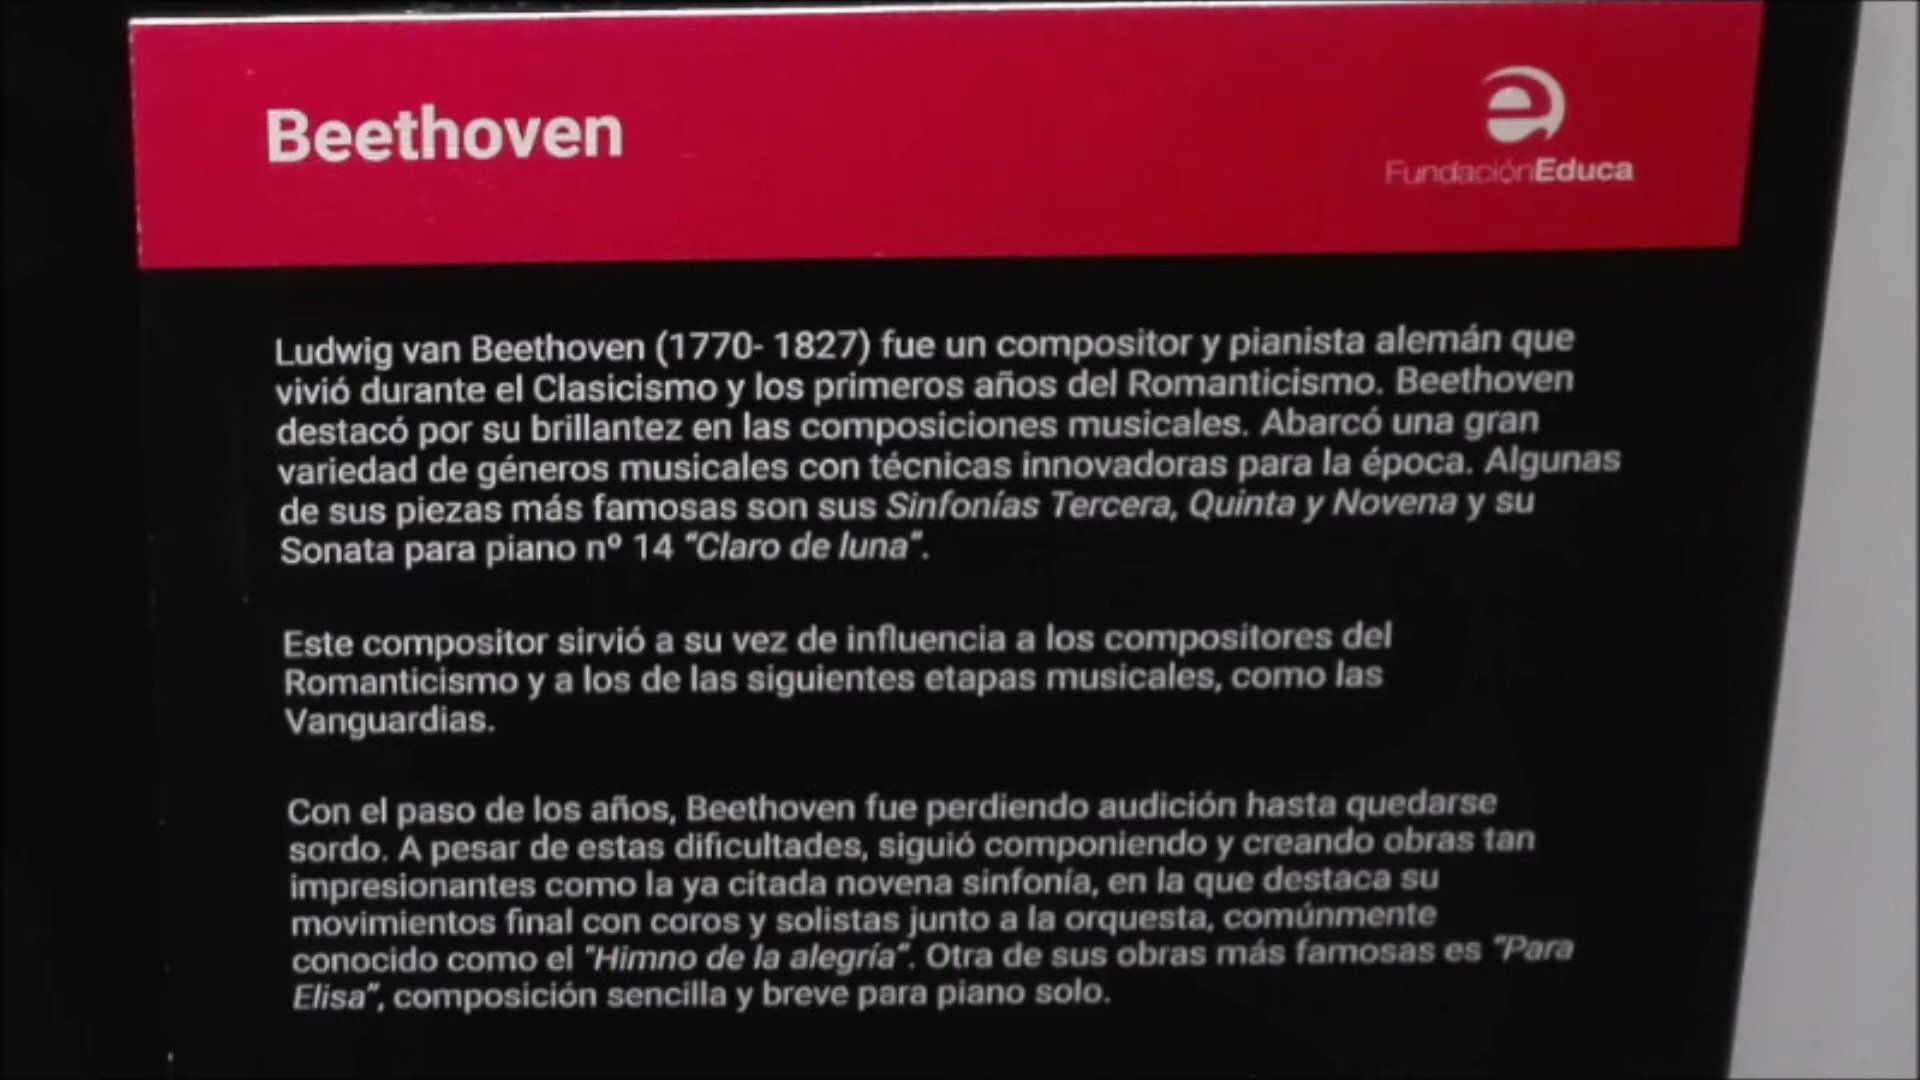 Beethoven
FundaciónEduca
Ludwig van Beethoven (1770- 1827) fue un compositor y pianista alemán que
vivió durante el Clasicismo y los primeros años del Romanticismo. Beethoven
destacó por su brillantez en las composiciones musicales. Abarcó una gran
variedad de géneros musicales con técnicas innovadoras para la época. Algunas
de sus piezas más famosas son sus Sinfonías Tercera, Quinta y Novena y su
Sonata para piano nº 14 “Claro de luna”.
Este compositor sirvió a su vez de influencia a los compositores del
Romanticismo y a los de las siguientes etapas musicales, como las
Vanguardias.
Con el paso de los años, Beethoven fue perdiendo audición hasta quedarse
sordo. A pesar de estas dificultades, siguió componiendo y creando obras tan
impresionantes como la ya citada novena sinfonía, en la que destaca su
movimientos final con coros y solistas junto a la orquesta, comúnmente
conocido como el “Himno de la alegría”. Otra de sus obras más famosas es “Para
Elisa”, composición sencilla y breve para piano solo.